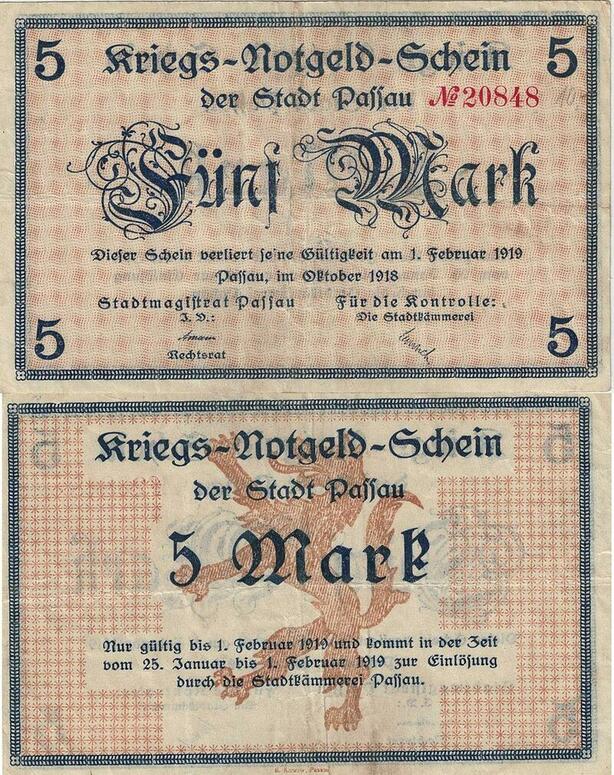 5 Kriegs-Notgeld-Schein 5
der Stadt Passau № 20848
Fünf Mark
Dieser Schein verliert seine Gültigkeit am 1. Februar 1919
Passau, im Oktober 1918
Stadtmagistrat Passau Für die Kontrolle:
J. V.: Die Stadtkämmerei
Rechtsrat
5 5
Kriegs-Notgeld-Schein
der Stadt Passau
5 Mark
Nur gültig bis 1. Februar 1919 und kommt in der Zeit
vom 25. Januar bis 1. Februar 1919 zur Einlösung
durch die Stadtkämmerei Passau.